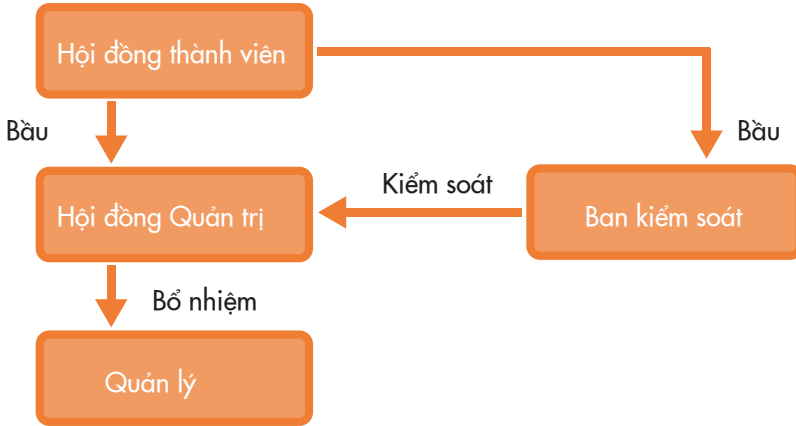 Hội đồng thành viên
Bầu
Bầu
Kiểm soát
Hội đồng Quản trị
Ban kiểm soát
Bổ nhiệm
Quản lý